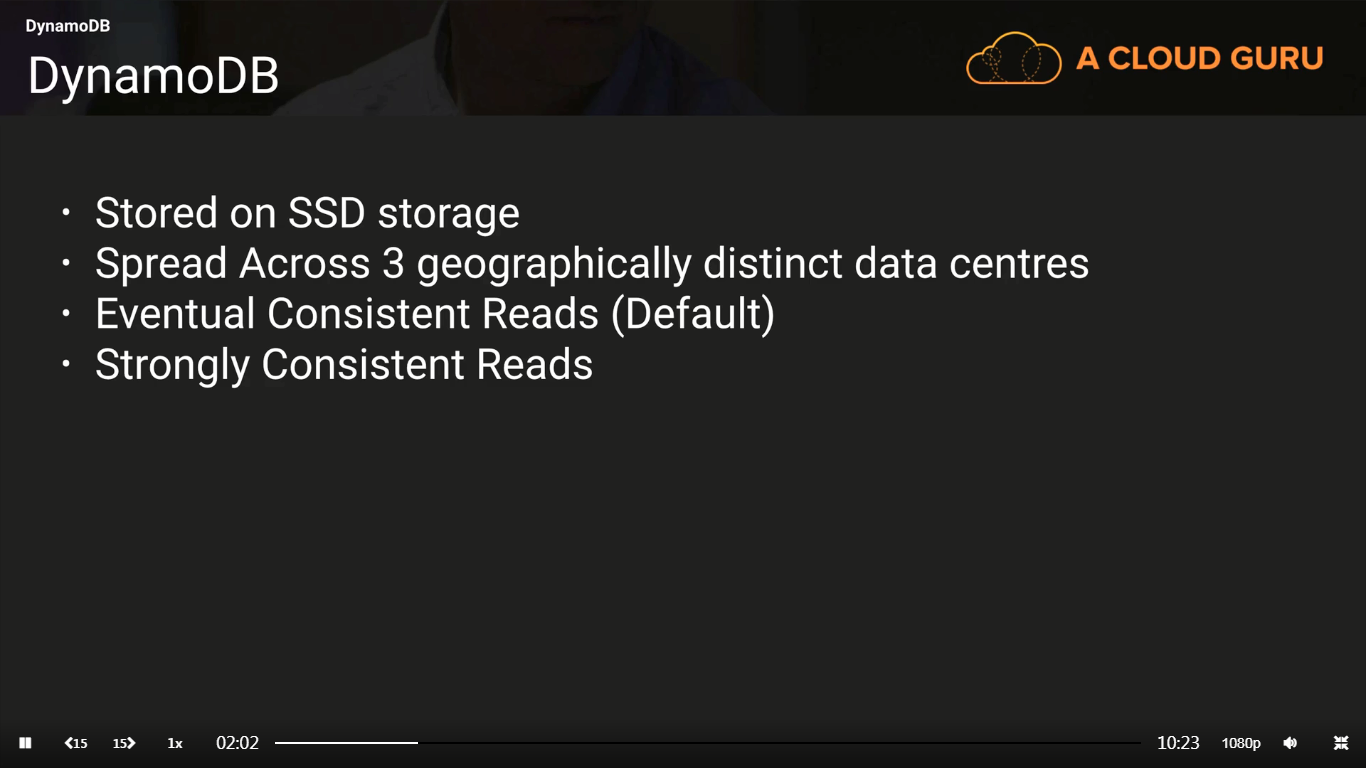 DynamoDB
DynamoDB
A CLOUD GURU
• Stored on SSD storage
• Spread Across 3 geographically distinct data centres
• Eventual Consistent Reads (Default)
• Strongly Consistent Reads
15 15 1x 02:02 10:23 1080p